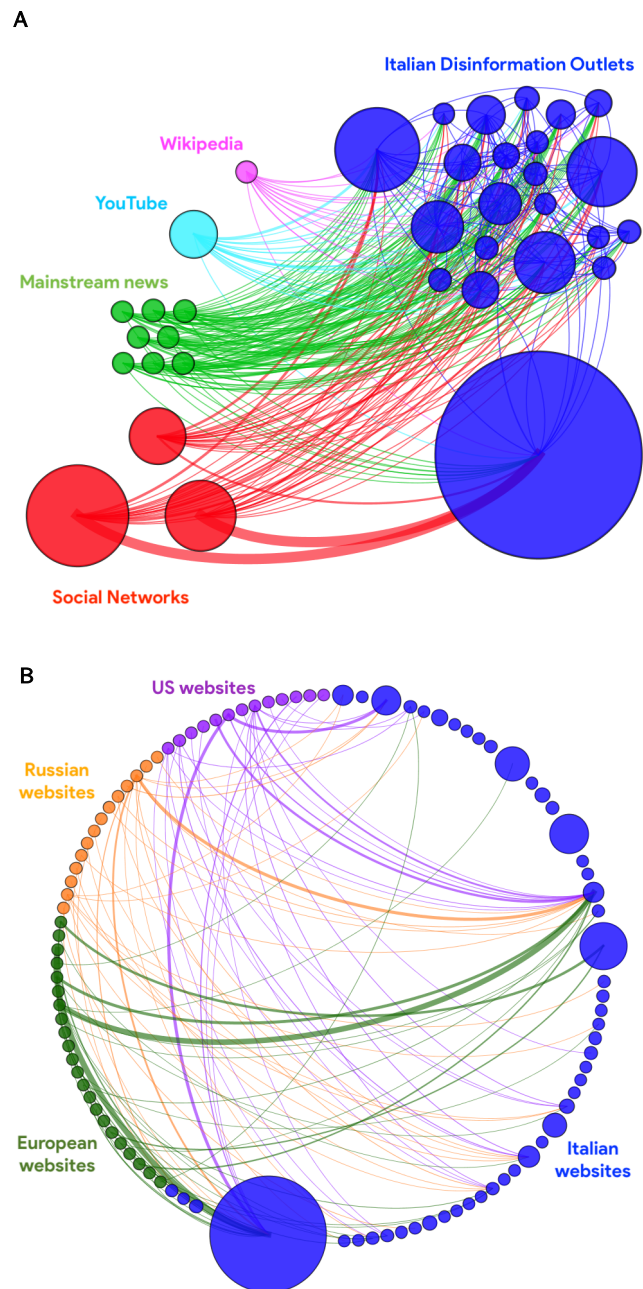 A
Italian Disinformation Outlets
Wikipedia
YouTube
Mainstream news
Social Networks
B
US websites
Russian
websites
European
websites
Italian
websites